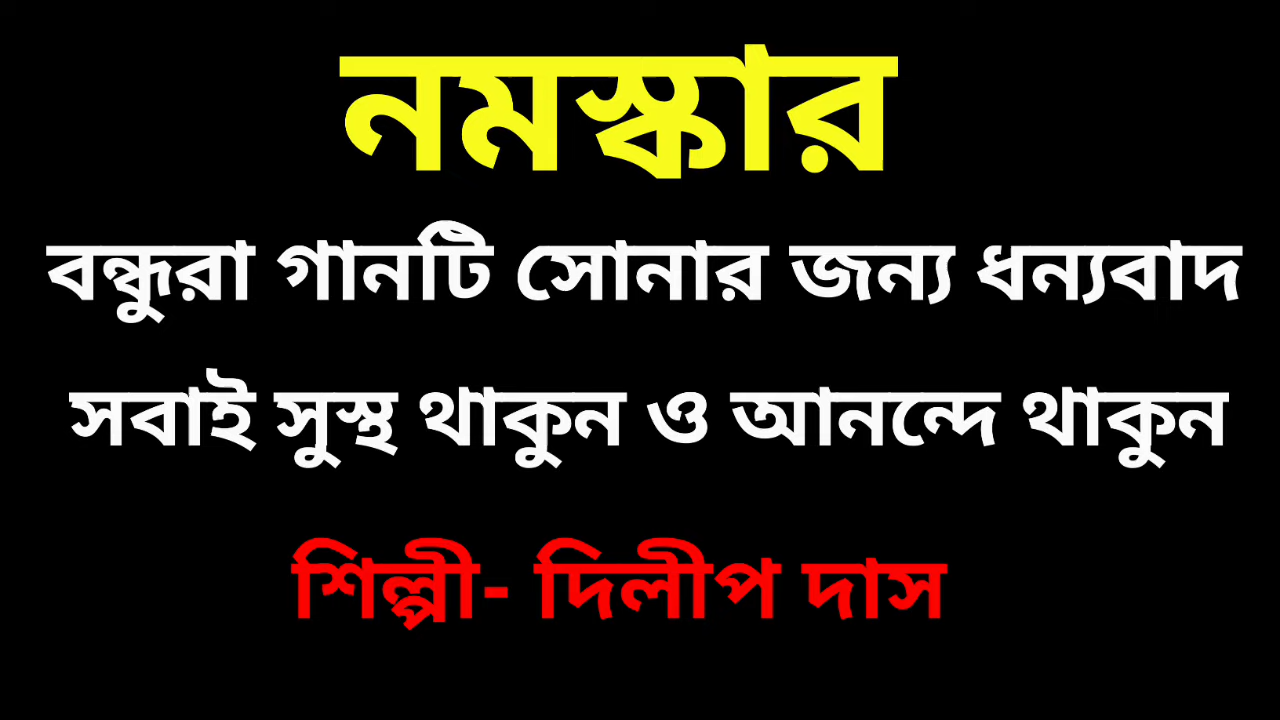 নমস্কার
বন্ধুরা গানটি সোনার জন্য ধন্যবাদ
সবাই সুস্থ থাকুন ও আনন্দে থাকুন
শিল্পী- দিলীপ দাস